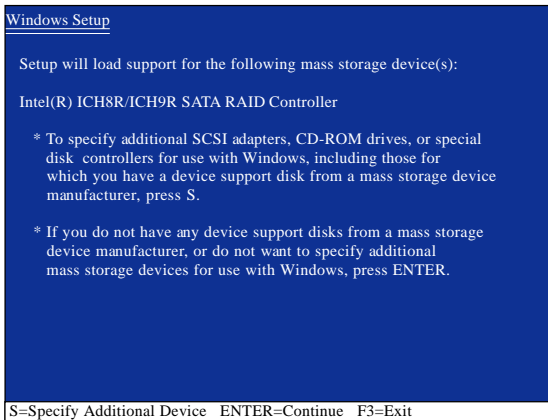 Windows Setup
Setup will load support for the following mass storage device(s):
Intel(R) ICH8R/ICH9R SATA RAID Controller
* To specify additional SCSI adapters, CD-ROM drives, or special
disk controllers for use with Windows, including those for
which you have a device support disk from a mass storage device
manufacturer, press S.
* If you do not have any device support disks from a mass storage
device manufacturer, or do not want to specify additional
mass storage devices for use with Windows, press ENTER.
S=Specify Additional Device ENTER=Continue F3=Exit